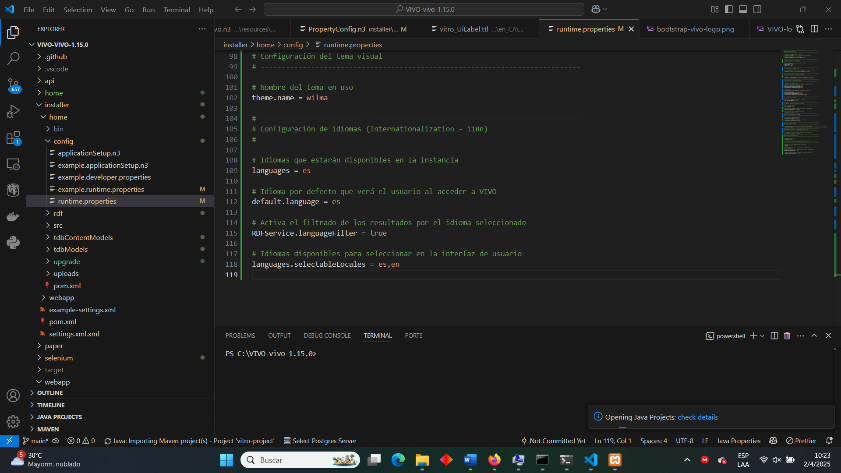 File Edit Selection View Go Run Terminal Help
VIVO-vivo-1.15.0
EXPLORER
PropertyConfig.n3 installer\... M
vitro_UiLabel.ttl ...\en_CA\...
runtime.properties M
bootstrap-vivo-logo.png
VIVO-lo
installer > home > config > runtime.properties
VIVO-VIVO-1.15.0
.github
.vscode
api
home
installer
home
bin
config
applicationSetup.n3
example.applicationSetup.n3
example.developer.properties
example.runtime.properties M
runtime.properties M
rdf
src
tdbContentModels
tdbModels
upgrade
uploads
pom.xml
webapp
example-settings.xml
pom.xml
settings.xml.xml
paper
selenium
target
webapp
OUTLINE
TIMELINE
JAVA PROJECTS
MAVEN
98 # Configuración del tema visual
99 # -----------------------------------------------------------------------------
100
101 # Nombre del tema en uso
102 theme.name = wilma
103
104 #
105 # Configuración de idiomas (Internationalization - i18n)
106 #
107
108 # Idiomas que estarán disponibles en la instancia
109 languages = es
110
111 # Idioma por defecto que verá el usuario al acceder a VIVO
112 default.language = es
113
114 # Activa el filtrado de los resultados por el idioma seleccionado
115 RDFService.languageFilter = true
116
117 # Idiomas disponibles para seleccionar en la interfaz de usuario
118 languages.selectableLocales = es,en
119
PROBLEMS OUTPUT DEBUG CONSOLE TERMINAL PORTS
powershell
PS C:\VIVO-vivo-1.15.0>
Opening Java Projects: check details
main* 0 0 Java: Importing Maven project(s) - Project 'vitro-project' Select Postgres Server
Not Committed Yet Ln 119, Col 1 Spaces: 4 UTF-8 LF Java Properties Prettier
30°C
Mayorm. nublado
Buscar
ESP
LAA
10:23
2/4/2025